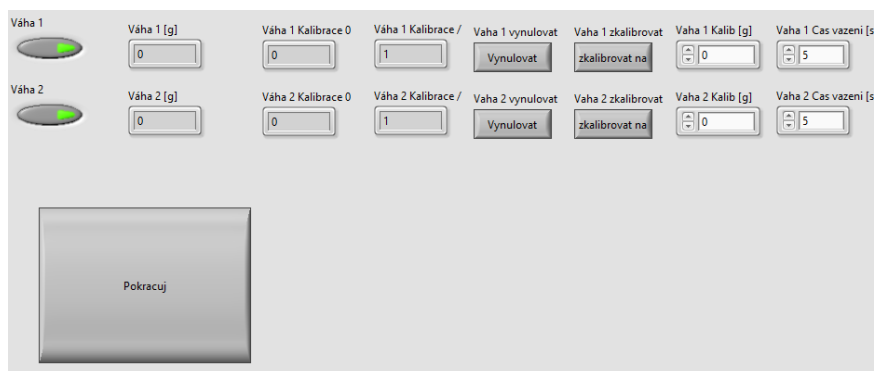 Váha 1
Váha 1 [g]
Váha 1 Kalibrace 0
Váha 1 Kalibrace /
Vaha 1 vynulovat
Vaha 1 zkalibrovat
Vaha 1 Kalib [g]
Vaha 1 Cas vazeni [s
0
0
1
Vynulovat
zkalibrovat na
0
5
Váha 2
Váha 2 [g]
Váha 2 Kalibrace 0
Váha 2 Kalibrace /
Vaha 2 vynulovat
Vaha 2 zkalibrovat
Vaha 2 Kalib [g]
Vaha 2 Cas vazeni [s
0
0
1
Vynulovat
zkalibrovat na
0
5
Pokracuj